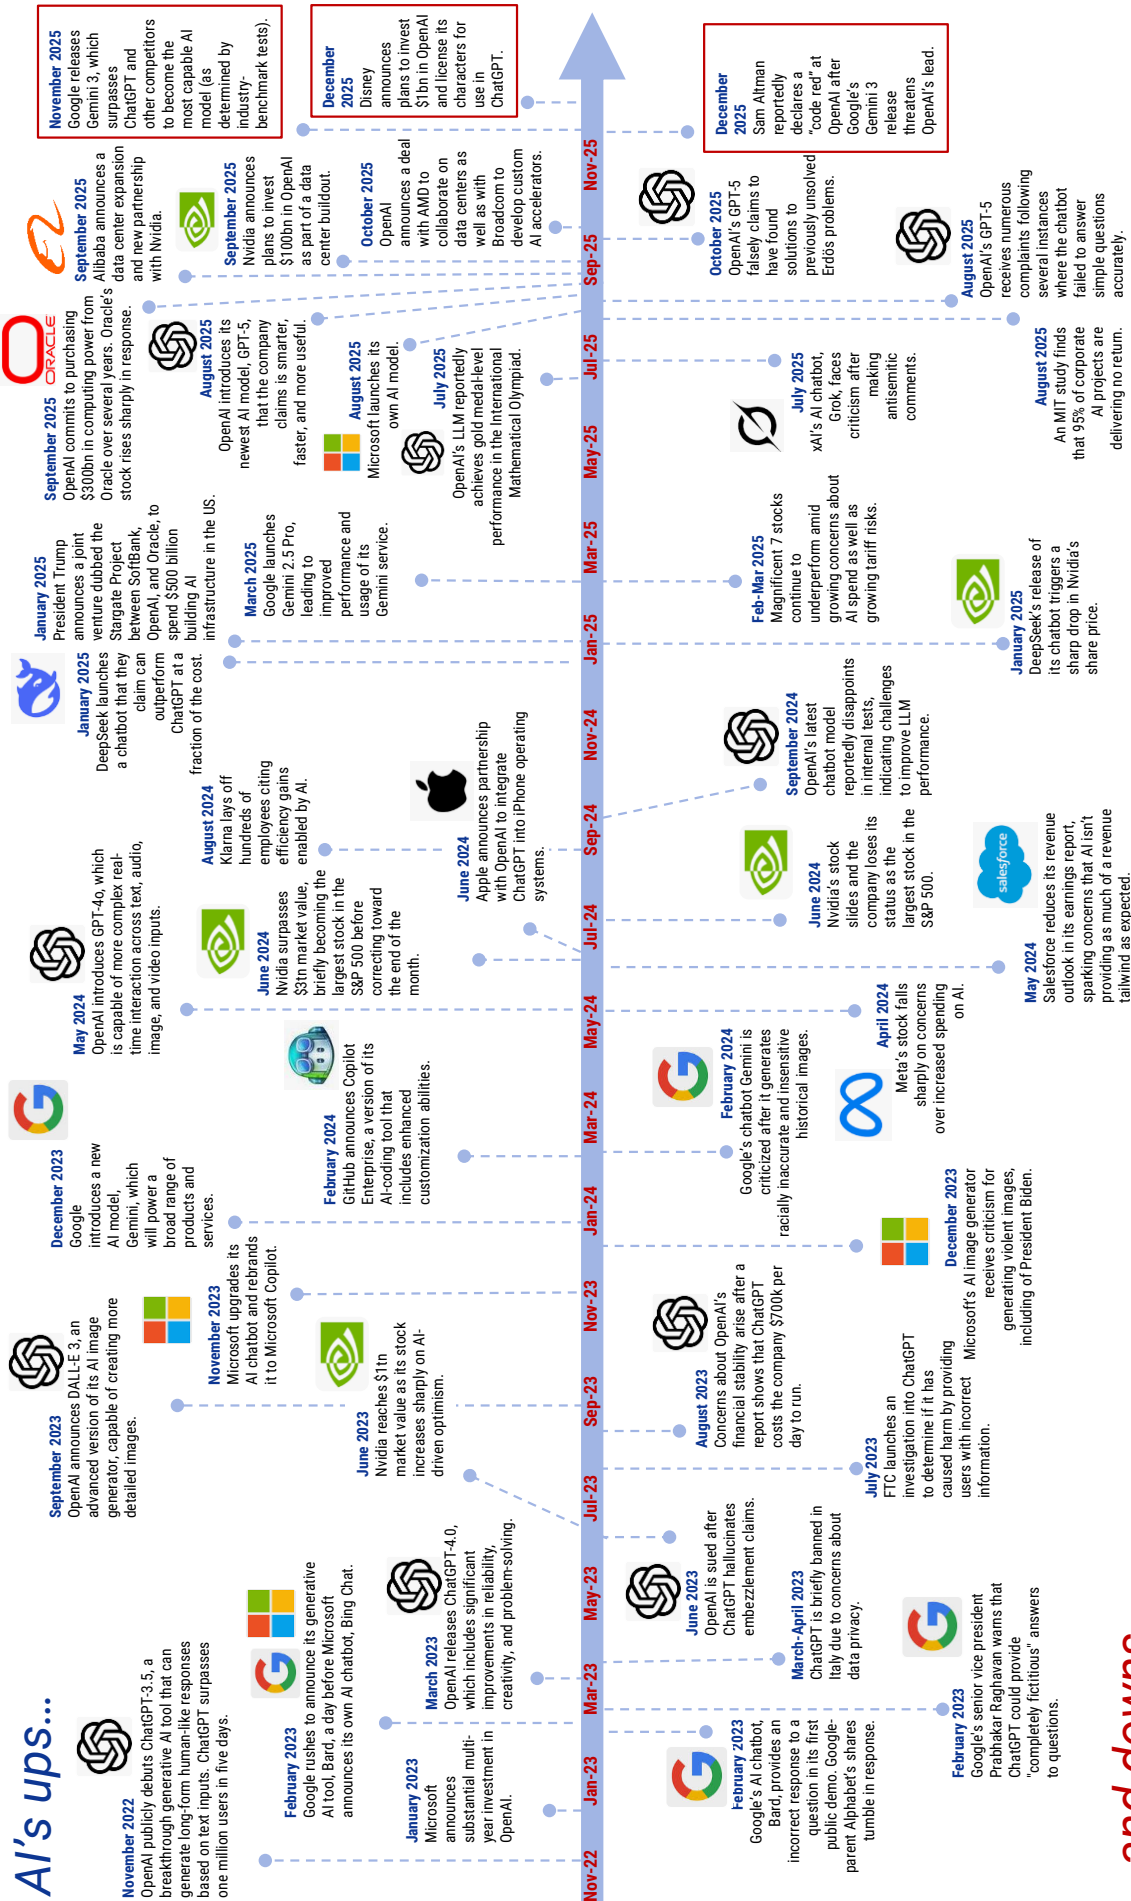 AI's ups...
November 2022
OpenAI publicly debuts ChatGPT-3.5, a
breakthrough generative AI tool that can
generate long-form human-like responses
based on text inputs. ChatGPT surpasses
one million users in five days.
January 2023
Microsoft
announces
substantial multi-
year investment in
OpenAI.
February 2023
Google rushes to announce its generative
AI tool, Bard, a day before Microsoft
announces its own AI chatbot, Bing Chat.
March 2023
OpenAI releases ChatGPT-4.0,
which includes significant
improvements in reliability,
creativity, and problem-solving.
June 2023
Nvidia reaches $1tn
market value as its stock
increases sharply on AI-
driven optimism.
September 2023
OpenAI announces DALL-E 3, an
advanced version of its AI image
generator, capable of creating more
detailed images.
November 2023
Microsoft upgrades its
AI chatbot and rebrands
it to Microsoft Copilot.
December 2023
Google
introduces a new
AI model,
Gemini, which
will power a
broad range of
products and
services.
February 2024
GitHub announces Copilot
Enterprise, a version of its
AI-coding tool that
includes enhanced
customization abilities.
May 2024
OpenAI introduces GPT-4o, which
is capable of more complex real-
time interaction across text, audio,
image, and video inputs.
June 2024
Nvidia surpasses
$3tn market value,
briefly becoming the
largest stock in the
S&P 500 before
correcting toward
the end of the
month.
June 2024
Apple announces partnership
with OpenAI to integrate
ChatGPT into iPhone operating
systems.
August 2024
Klarna lays off
hundreds of
employees citing
efficiency gains
enabled by AI.
January 2025
DeepSeek launches
a chatbot that they
claim can
outperform
ChatGPT at a
fraction of the cost.
January 2025
President Trump
announces a joint
venture dubbed the
Stargate Project
between SoftBank,
OpenAI, and Oracle, to
spend $500 billion
building AI
infrastructure in the US.
March 2025
Google launches
Gemini 2.5 Pro,
leading to
improved
performance and
usage of its
Gemini service.
July 2025
OpenAI's LLM reportedly
achieves gold medal-level
performance in the International
Mathematical Olympiad.
August 2025
Microsoft launches its
own AI model.
August 2025
OpenAI introduces its
newest AI model, GPT-5,
that the company
claims is smarter,
faster, and more useful.
ORACLE
September 2025
OpenAI commits to purchasing
$300bn in computing power from
Oracle over several years. Oracle's
stock rises sharply in response.
September 2025
Alibaba announces a
data center expansion
and new partnership
with Nvidia.
September 2025
Nvidia announces
plans to invest
$100bn in OpenAI
as part of a data
center buildout.
October 2025
OpenAI
announces a deal
with AMD to
collaborate on
data centers as
well as with
Broadcom to
develop custom
AI accelerators.
November 2025
Google releases
Gemini 3, which
surpasses
ChatGPT and
other competitors
to become the
most capable AI
model (as
determined by
industry-
benchmark tests).
December
2025
Disney
announces
plans to invest
$1bn in OpenAI
and license its
characters for
use in
ChatGPT.
Nov-22
Jan-23
Mar-23
May-23
Jul-23
Sep-23
Nov-23
Jan-24
Mar-24
May-24
Jul-24
Sep-24
Nov-24
Jan-25
Mar-25
May-25
Jul-25
Sep-25
Nov-25
February 2023
Google's AI chatbot,
Bard, provides an
incorrect response to a
question in its first
public demo. Google-
parent Alphabet's shares
tumble in response.
February 2023
Google's senior vice president
Prabhakar Raghavan warns that
ChatGPT could provide
"completely fictitious" answers
to questions.
March-April 2023
ChatGPT is briefly banned in
Italy due to concerns about
data privacy.
June 2023
OpenAI is sued after
ChatGPT hallucinates
embezzlement claims.
July 2023
FTC launches an
investigation into ChatGPT
to determine if it has
caused harm by providing
users with incorrect
information.
August 2023
Concerns about OpenAI's
financial stability arise after a
report shows that ChatGPT
costs the company $700k per
day to run.
December 2023
Microsoft's AI image generator
receives criticism for
generating violent images,
including of President Biden.
February 2024
Google's chatbot Gemini is
criticized after it generates
racially inaccurate and insensitive
historical images.
April 2024
Meta's stock falls
sharply on concerns
over increased spending
on AI.
salesforce
May 2024
Salesforce reduces its revenue
outlook in its earnings report,
sparking concerns that AI isn't
providing as much of a revenue
tailwind as expected.
June 2024
Nvidia's stock
slides and the
company loses its
status as the
largest stock in the
S&P 500.
September 2024
OpenAI's latest
chatbot model
reportedly disappoints
in internal tests,
indicating challenges
to improve LLM
performance.
January 2025
DeepSeek's release of
its chatbot triggers a
sharp drop in Nvidia's
share price.
Feb-Mar 2025
Magnificent 7 stocks
continue to
underperform amid
growing concerns about
AI spend as well as
growing tariff risks.
July 2025
xAI's AI chatbot,
Grok, faces
criticism after
making
antisemitic
comments.
August 2025
An MIT study finds
that 95% of corporate
AI projects are
delivering no return.
August 2025
OpenAI's GPT-5
receives numerous
complaints following
several instances
where the chatbot
failed to answer
simple questions
accurately.
October 2025
OpenAI's GPT-5
falsely claims to
have found
solutions to
previously unsolved
Erdös problems.
December
2025
Sam Altman
reportedly
declares a
"code red" at
OpenAI after
Google's
Gemini 3
release
threatens
OpenAI's lead.
and downs